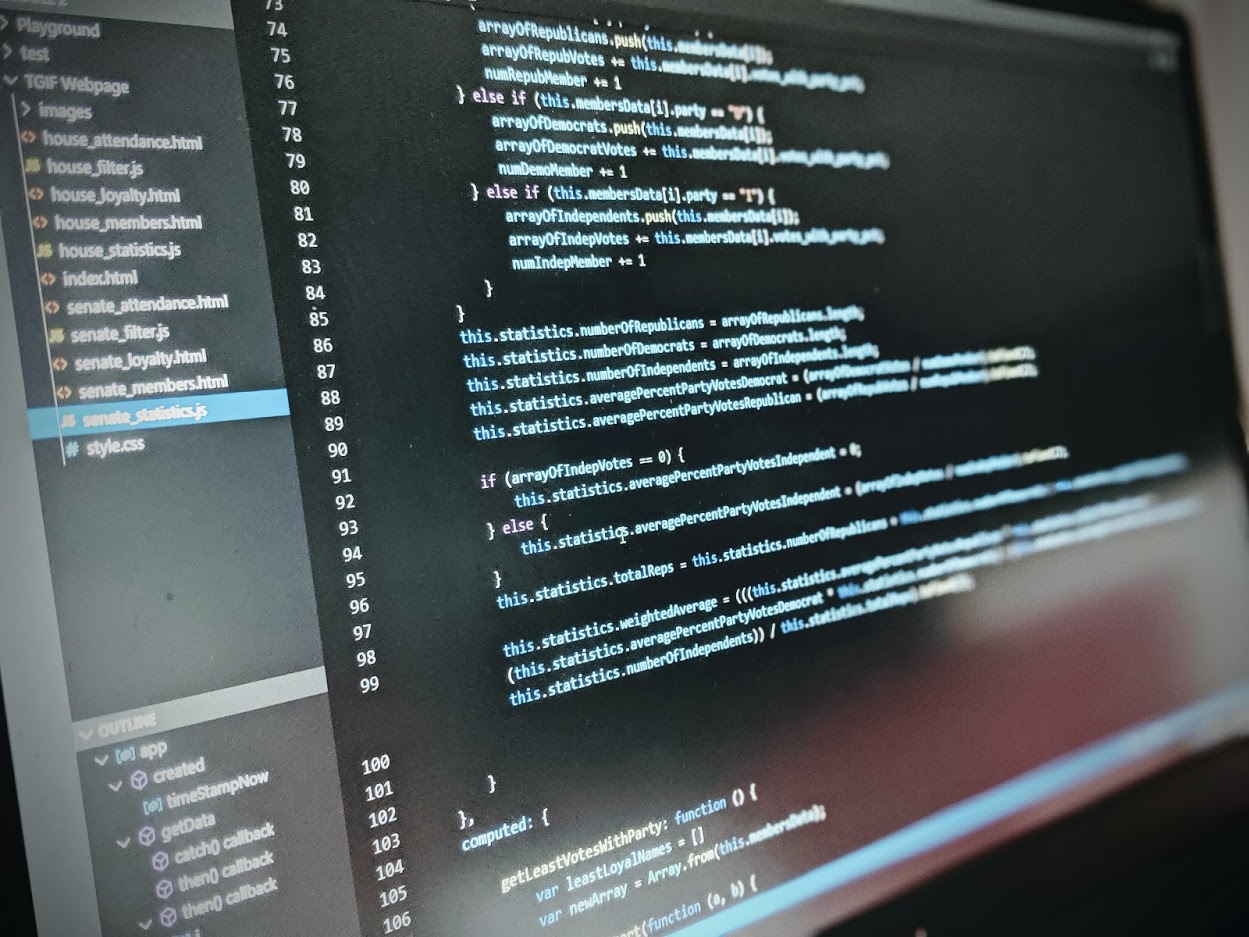 Playground
test
TGIF Webpage
images
house_attendance.html
house_filter.js
house_loyalty.html
house_members.html
house_statistics.js
index.html
senate_attendance.html
senate_filter.js
senate_loyalty.html
senate_members.html
senate_statistics.js
style.css
OUTLINE
app
created
timeStampNow
getData
catch() callback
then() callback
then() callback
73
74 arrayOfRepublicans.push(this.membersData[i]);
75 arrayOfRepubVotes += this.membersData[i].votes_with_party_pct;
76 numRepubMember += 1
77 } else if (this.membersData[i].party == "D") {
78 arrayOfDemocrats.push(this.membersData[i]);
79 arrayOfDemocratVotes += this.membersData[i].votes_with_party_pct;
80 numDemoMember += 1
81 } else if (this.membersData[i].party == "I") {
82 arrayOfIndependents.push(this.membersData[i]);
83 arrayOfIndepVotes += this.membersData[i].votes_with_party_pct;
84 numIndepMember += 1
85 }
86 }
87 this.statistics.numberOfRepublicans = arrayOfRepublicans.length;
88 this.statistics.numberOfDemocrats = arrayOfDemocrats.length;
89 this.statistics.numberOfIndependents = arrayOfIndependents.length;
90 this.statistics.averagePercentPartyVotesDemocrat = (arrayOfDemocratVotes /
91 this.statistics.averagePercentPartyVotesRepublican = (arrayOfRepubVotes /
92
93 if (arrayOfIndepVotes == 0) {
94 this.statistics.averagePercentPartyVotesIndependent = 0;
95 } else {
96 this.statistics.averagePercentPartyVotesIndependent = (arrayOfIndepVotes /
97 }
98 this.statistics.totalReps = this.statistics.numberOfRepublicans +
99
this.statistics.weightedAverage = (((this.statistics.averagePercentPartyVotesRepublican *
(this.statistics.averagePercentPartyVotesDemocrat *
this.statistics.numberOfIndependents)) / this.statistics.totalReps)
100
101 }
102 },
103 computed: {
104 getLeastVotesWithParty: function () {
105 var leastLoyalNames = []
106 var newArray = Array.from(this.membersData);
(function (a, b) {